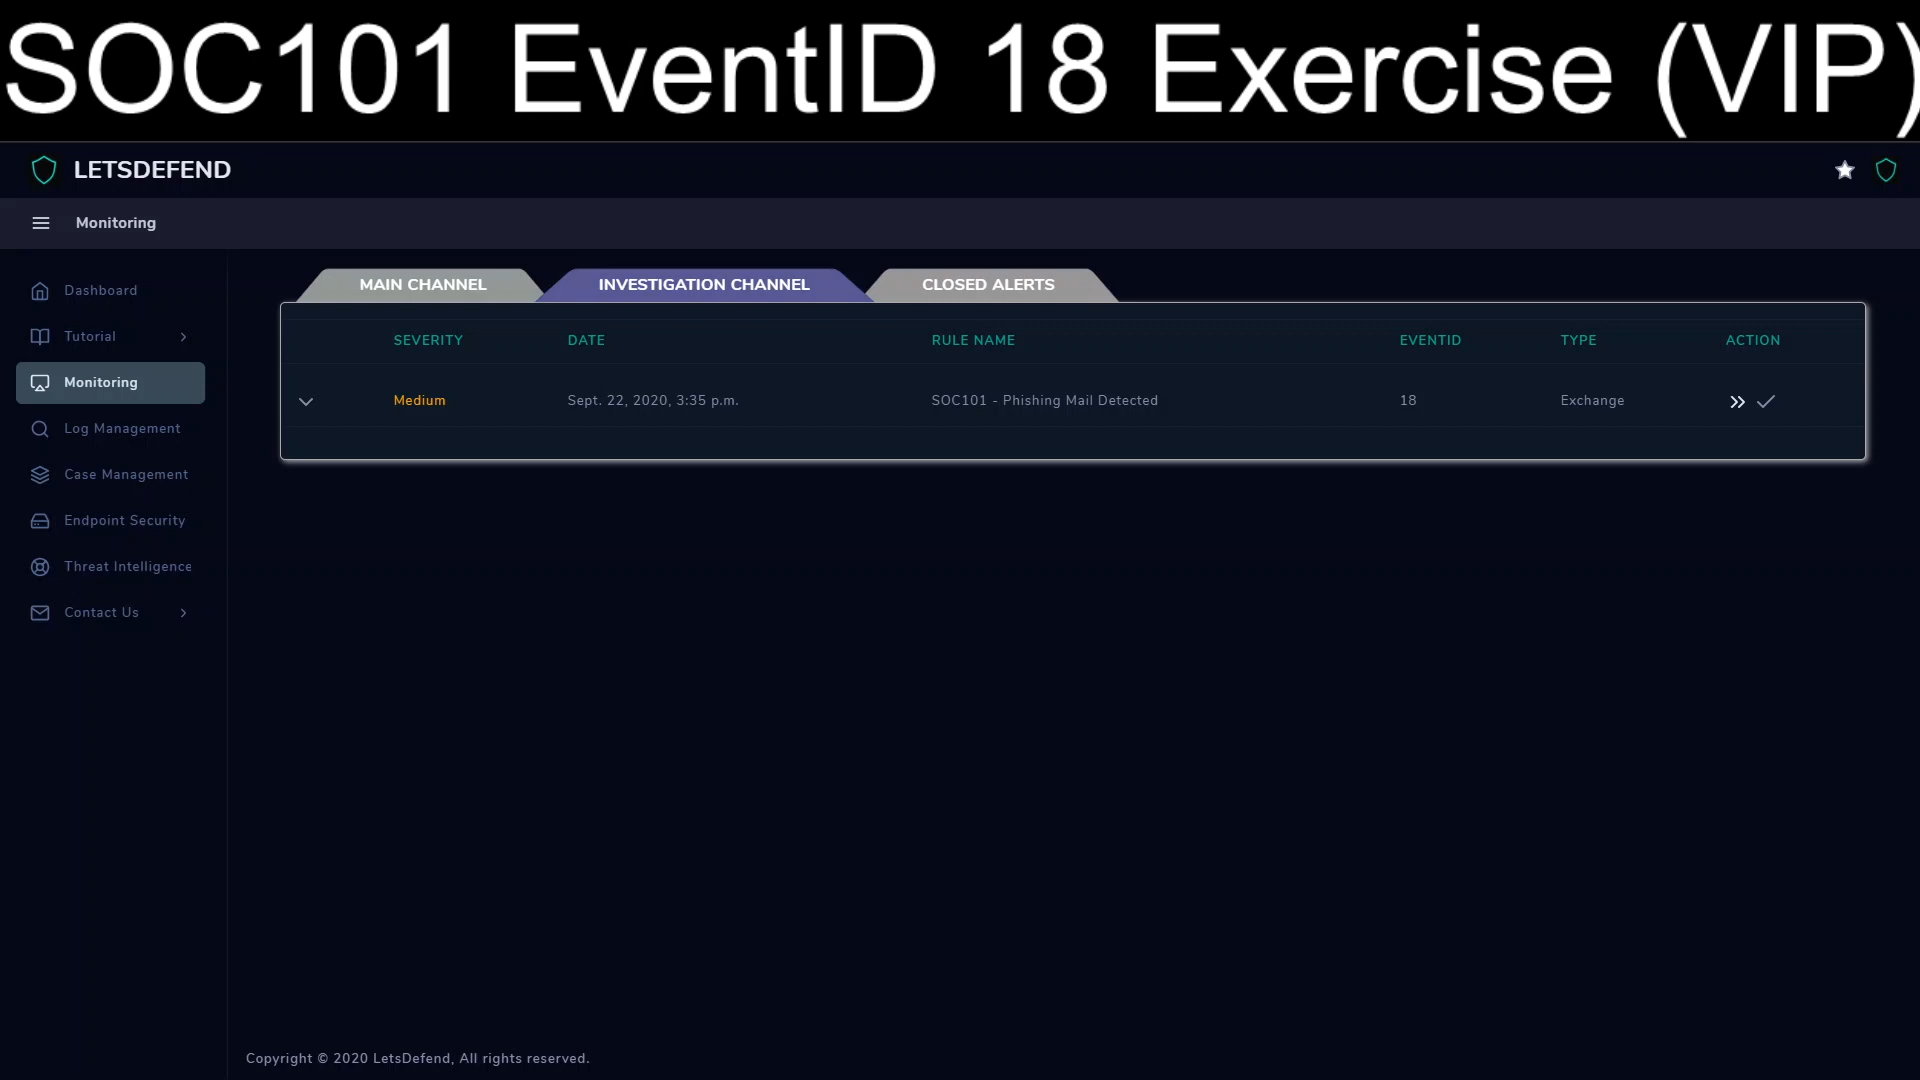 SOC101 EventID 18 Exercise (VIP)
LETSDEFEND
Monitoring
Dashboard
Tutorial
Monitoring
Log Management
Case Management
Endpoint Security
Threat Intelligence
Contact Us
MAIN CHANNEL INVESTIGATION CHANNEL CLOSED ALERTS
SEVERITY DATE RULE NAME EVENTID TYPE ACTION
Medium Sept. 22, 2020, 3:35 p.m. SOC101 - Phishing Mail Detected 18 Exchange
Copyright © 2020 LetsDefend, All rights reserved.